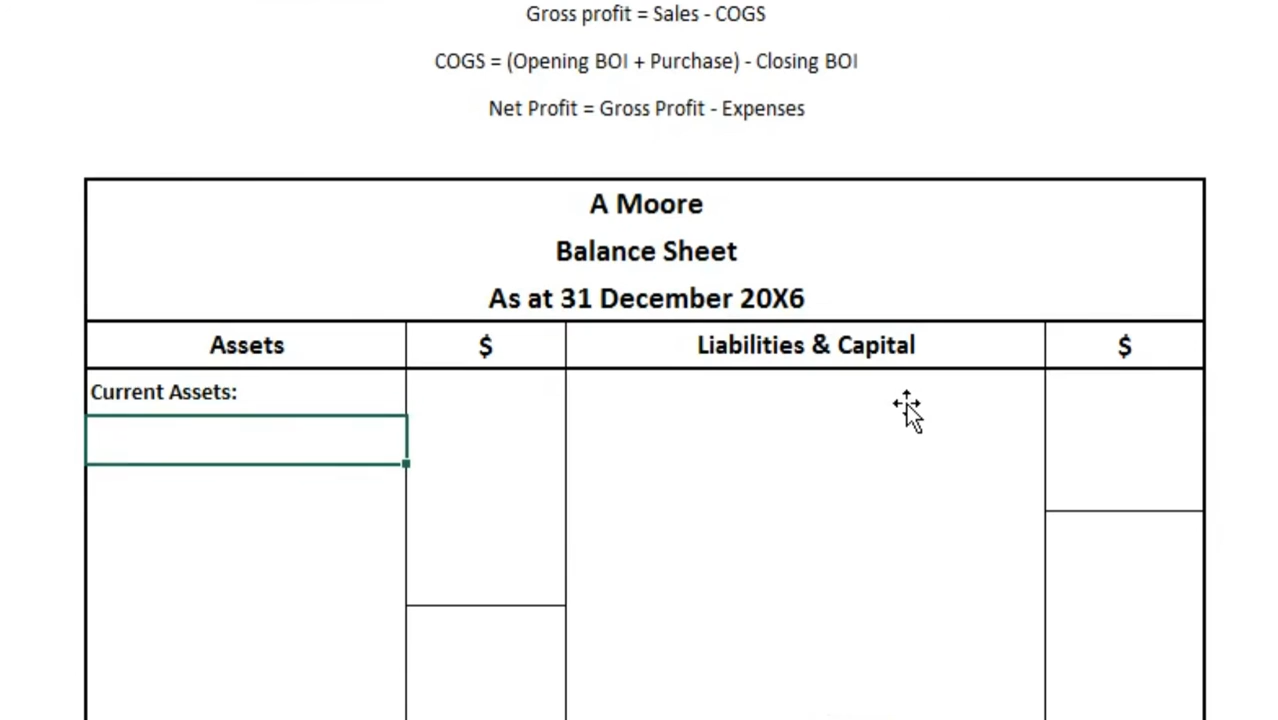 Gross profit = Sales - COGS
COGS = (Opening BOI + Purchase) - Closing BOI
Net Profit = Gross Profit - Expenses
A Moore
Balance Sheet
As at 31 December 20X6
Assets $ Liabilities & Capital $
Current Assets: